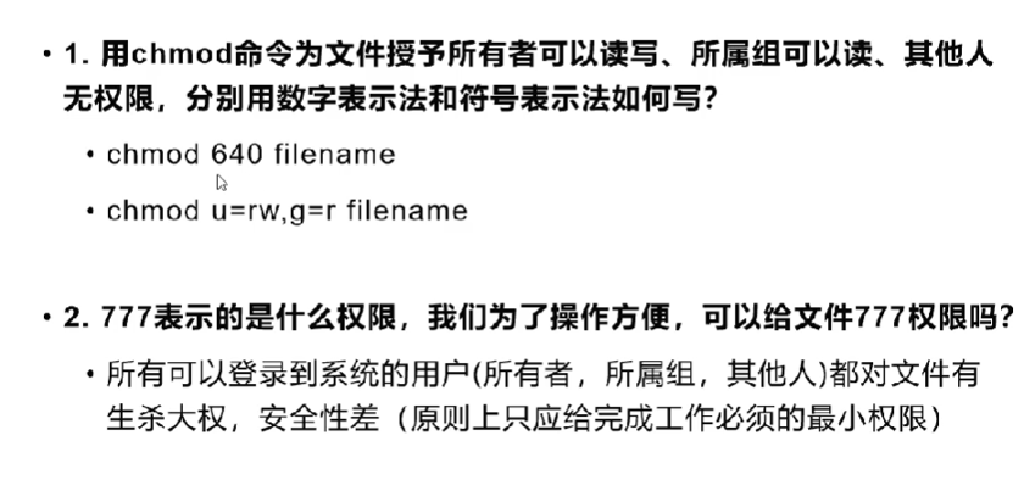 • 1. 用chmod命令为文件授予所有者可以读写、所属组可以读、其他人
无权限，分别用数字表示法和符号表示法如何写？
• chmod 640 filename
• chmod u=rw,g=r filename
• 2. 777表示的是什么权限，我们为了操作方便，可以给文件777权限吗？
• 所有可以登录到系统的用户(所有者，所属组，其他人)都对文件有
生杀大权，安全性差（原则上只应给完成工作必须的最小权限）